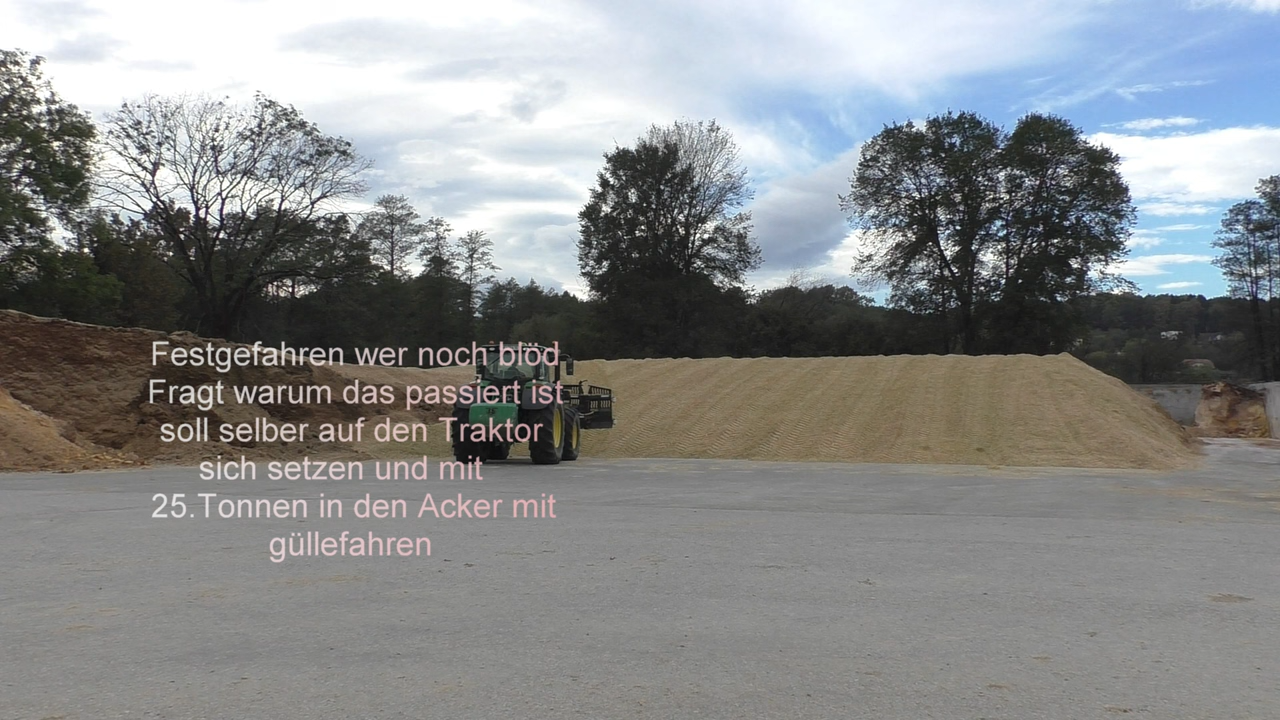 Festgefahren wer noch blöd
Fragt warum das passiert ist
soll selber auf den Traktor
sich setzen und mit
25.Tonnen in den Acker mit
güllefahren